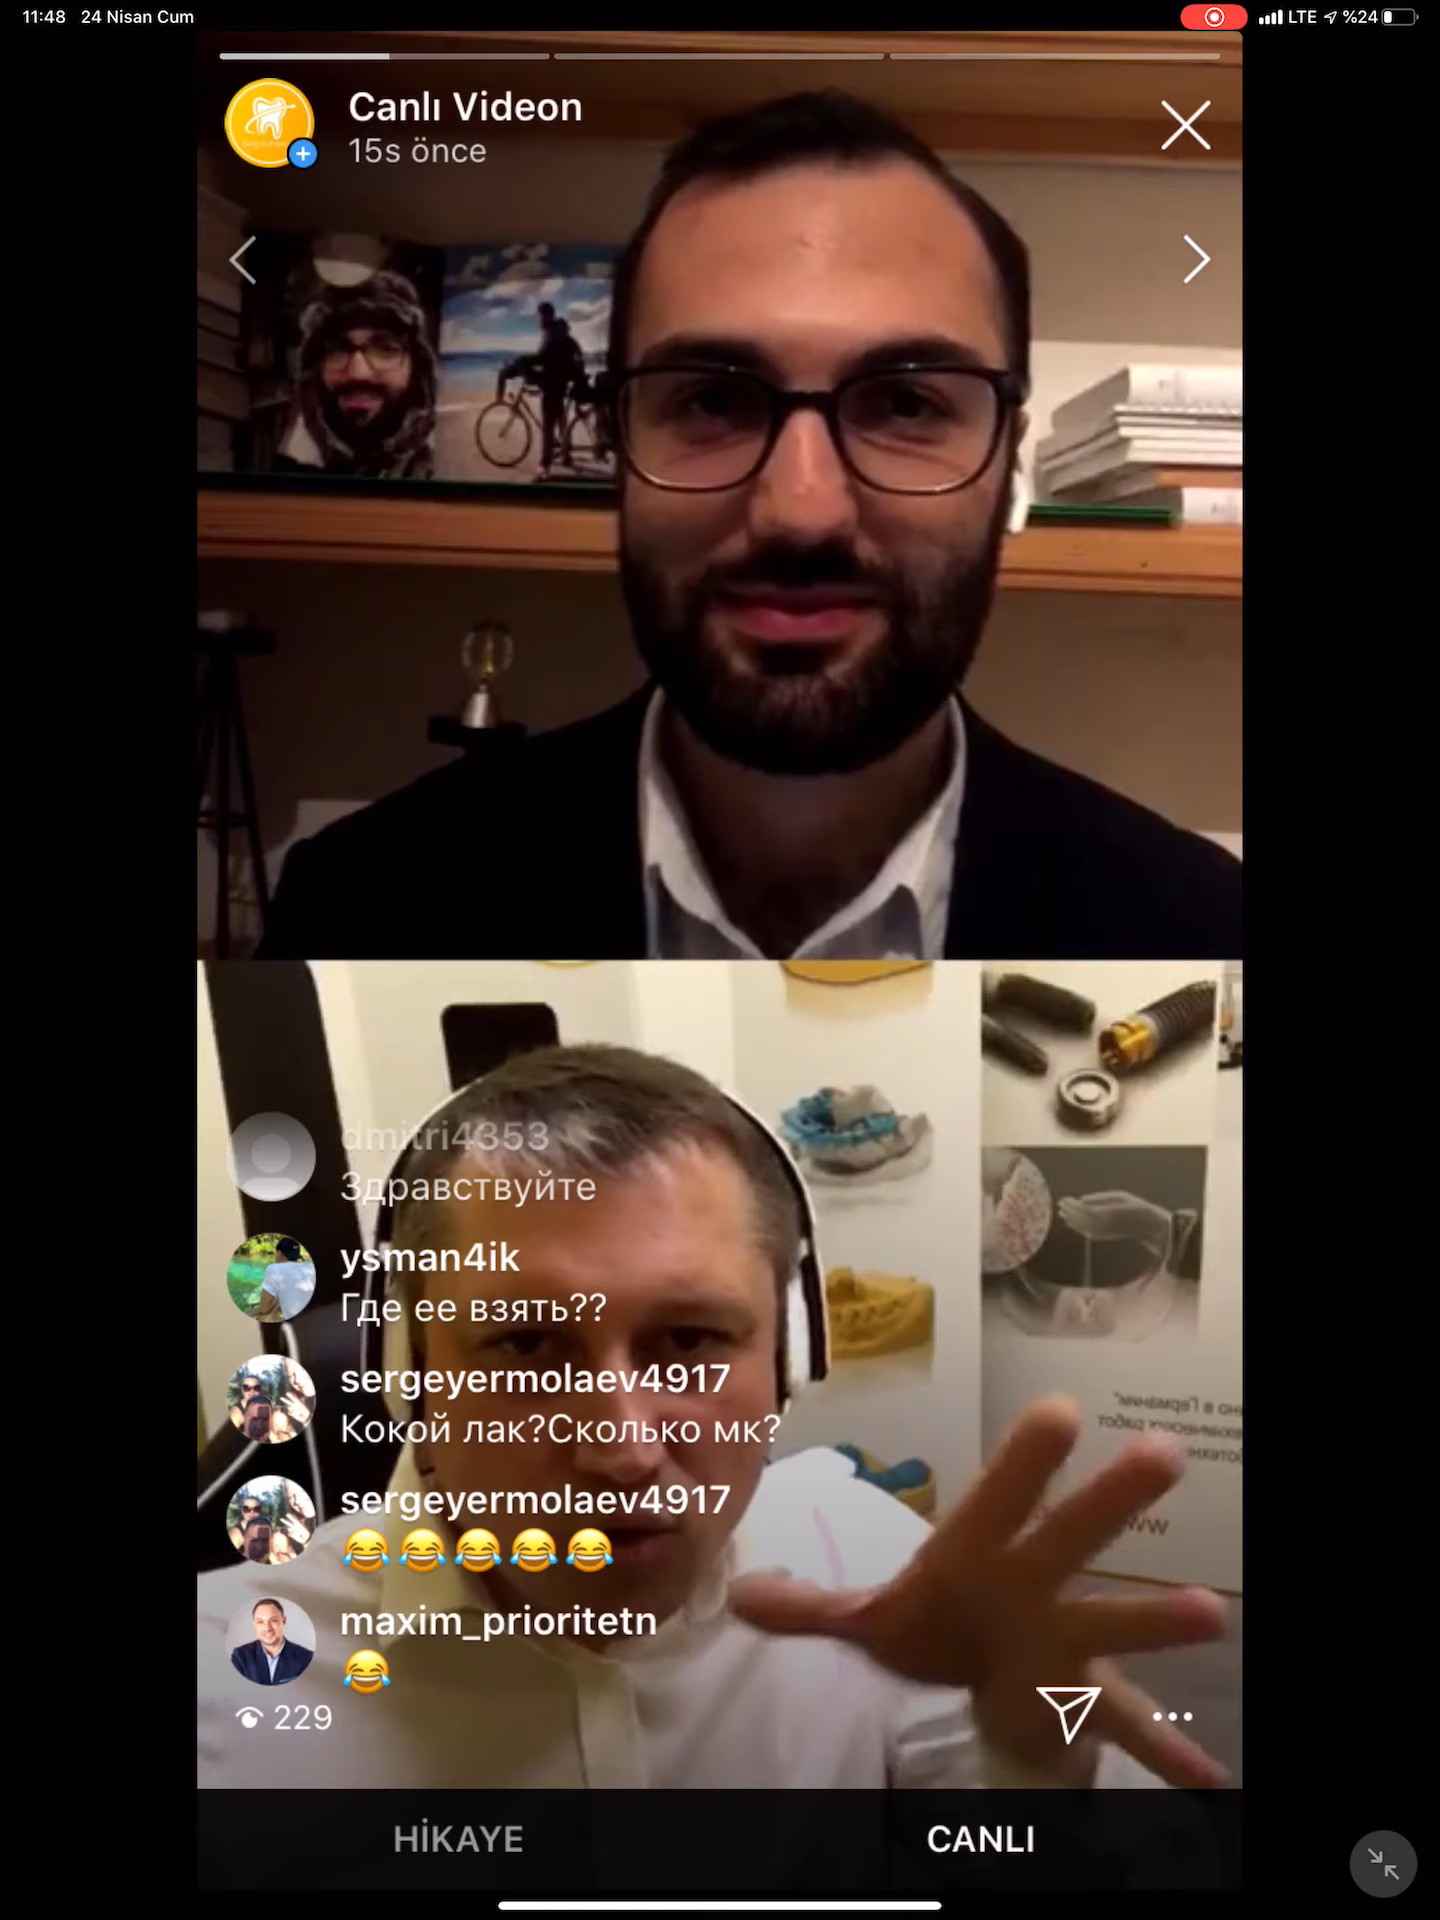 11:48 24 Nisan Cum
LTE %24
Canlı Videon
15s önce
dmitri4353
Здравствуйте
ysman4ik
Где ее взять??
sergeyermolaev4917
Кокой лак?Сколько мк?
sergeyermolaev4917
😂😂😂😂😂
maxim_prioritetn
😂
229
HİKAYE
CANLI